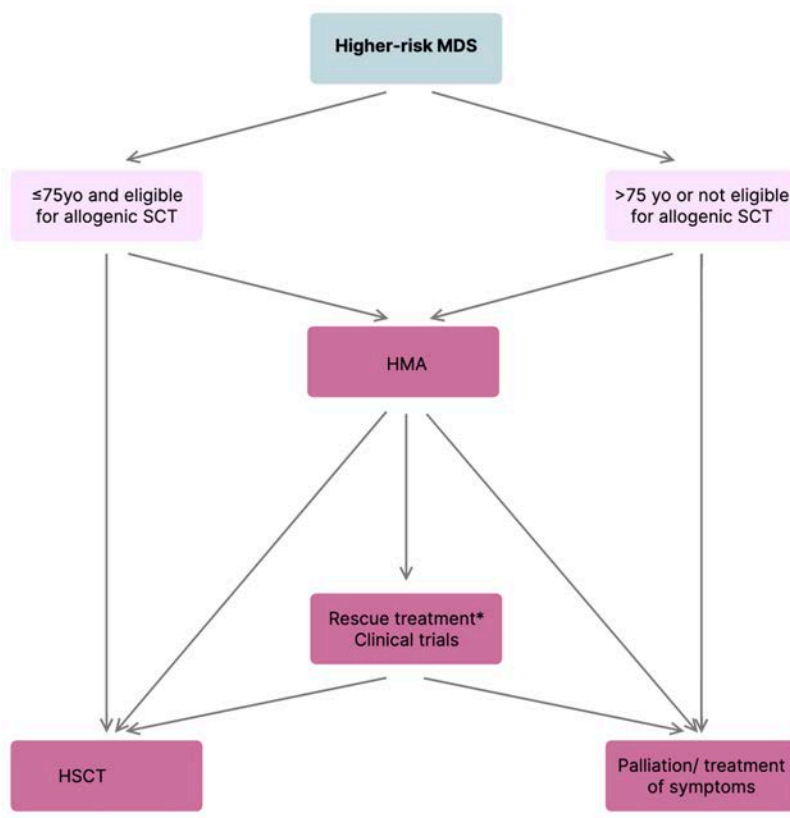 Higher-risk MDS
≤75yo and eligible
for allogenic SCT
>75 yo or not eligible
for allogenic SCT
HMA
Rescue treatment*
Clinical trials
HSCT
Palliation/ treatment
of symptoms